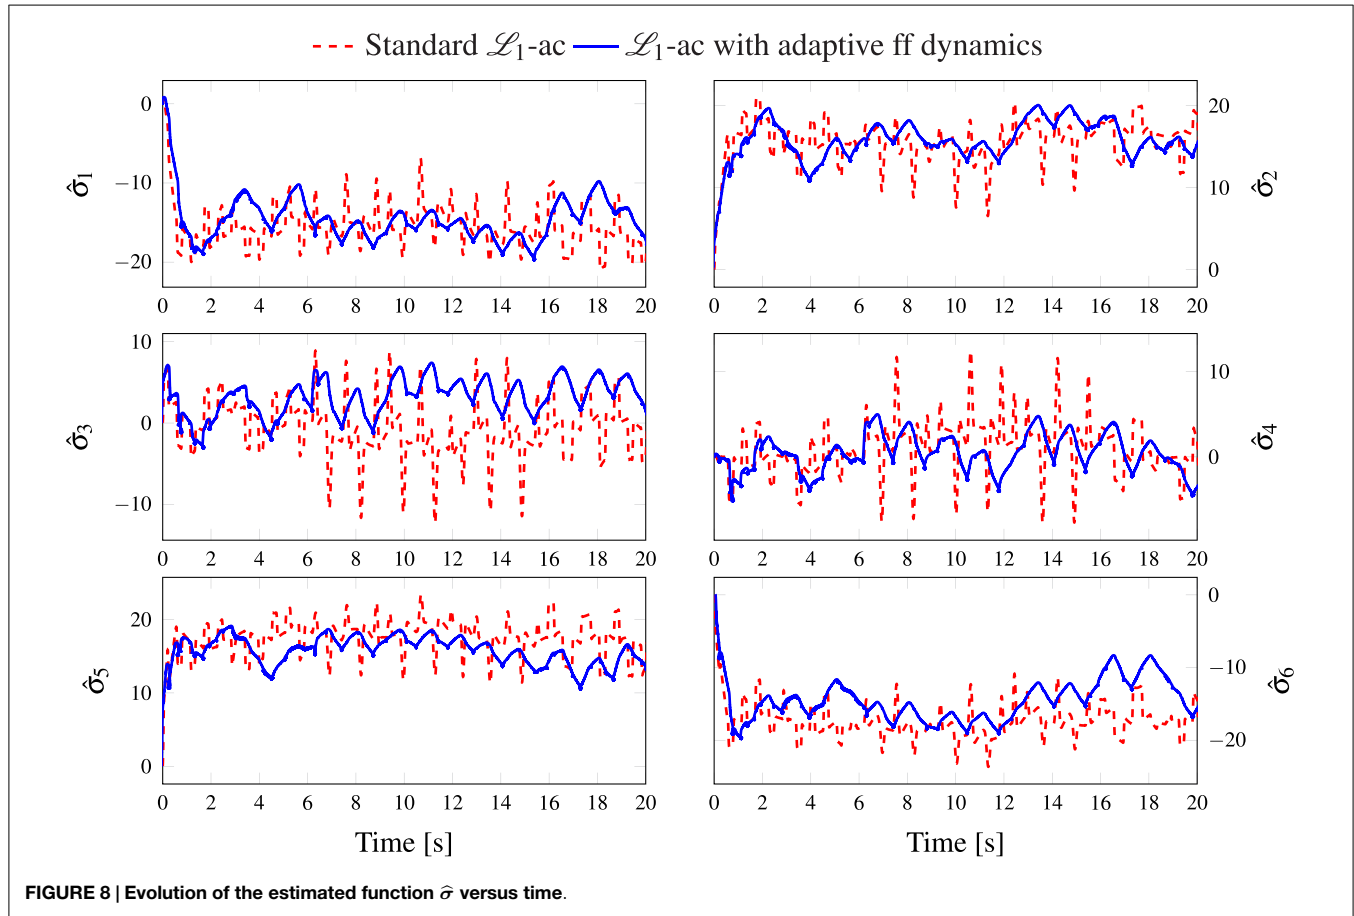 Standard ℒ₁-ac ℒ₁-ac with adaptive ff dynamics
0
−10
−20
σ̂₁
0 2 4 6 8 10 12 14 16 18 20
20
10
0
σ̂₂
0 2 4 6 8 10 12 14 16 18 20
10
0
−10
σ̂₃
0 2 4 6 8 10 12 14 16 18 20
10
0
σ̂₄
0 2 4 6 8 10 12 14 16 18 20
20
10
0
σ̂₅
0 2 4 6 8 10 12 14 16 18 20
Time [s]
0
−10
−20
σ̂₆
0 2 4 6 8 10 12 14 16 18 20
Time [s]
FIGURE 8 | Evolution of the estimated function σ̂ versus time.